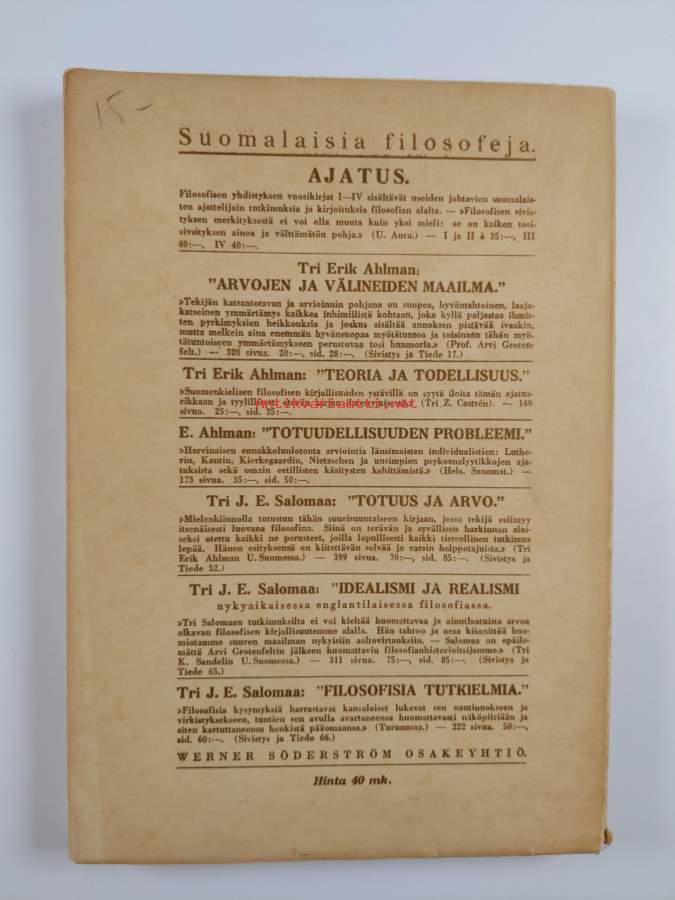 15-
Suomalaisia filosofeja.
AJATUS.
Filosofisen yhdistyksen vuosikirjat I—IV sisältävät useiden johtavien suomalais-
ten ajattelijain tutkimuksia ja kirjoituksia filosofian alalta. — »Filosofisen sivis-
tyksen merkityksestä ei voi olla muuta kuin yksi mieli: se on kaiken tosi-
sivistyksen ainoa ja välttämätön pohja.» (U. Aura.) — I ja II à 35:—, III
40:—, IV 40:—.
Tri Erik Ahlman:
"ARVOJEN JA VÄLINEIDEN MAAILMA."
»Tekijän katsantotavan ja arvioinnin pohjana on suopea, hyväntahtoinen, laaja-
katseinen ymmärtämys kaikkea inhimillistä kohtaan, joka kyllä paljastaa ihmis-
ten pyrkimyksien heikkouksia ja joskus sisältää annoksen pistävää ivaakin,
mutta melkein aina enemmän hyvänsuopaa myötätuntoa ja toisinaan tähän myö-
tätuntoiseen ymmärtämykseen perustuvaa tosi huumoria.» (Prof. Arvi Groten-
felt.) — 320 sivua. 20:—, sid. 28:—. (Sivistys ja Tiede 17.)
Tri Erik Ahlman: "TEORIA JA TODELLISUUS."
»Suomenkielisen filosofisen kirjallisuuden ystävillä on syytä iloita tämän ajatus-
rikkaan ja tyylillisesti kirjan ilmestymisestä.» (Tri Z. Castrén). — 149
sivua. 25:—, sid. 35:—.
E. Ahlman: "TOTUUDELLISUUDEN PROBLEEMI."
»Harvinaisen ennakkoluulotonta arviointia länsimaisten individualistien: Luthe-
rin, Kantin, Kierkegaardin, Nietzschen ja uusimpien psykoanalyytikkojen aja-
tuksista sekä omain eetillisten käsitysten kehittämistä.» (Hels. Sanomat.) —
173 sivua. 35:—, sid. 50:—.
Tri J. E. Salomaa: "TOTUUS JA ARVO."
»Mielenkiinnolla tutustuu tähän suurisuuntaiseen kirjaan, jossa tekijä esiintyy
itsenäisesti luovana filosofina. Siinä on terävän ja syvällisen harkinnan alai-
seksi otettu kaikki ne perusteet, joilla lopullisesti kaikki tieteellinen tutkimus
lepää. Hänen esityksensä on kiitettävän selvää ja varsin helppotajuista.» (Tri
Erik Ahlman U. Suomessa.) — 399 sivua. 70:—, sid. 85:—. (Sivistys ja
Tiede 52.)
Tri J. E. Salomaa: "IDEALISMI JA REALISMI
nykyaikaisessa englantilaisessa filosofiassa.
»Tri Salomaan tutkimuksilta ei voi kieltää huomattavaa ja ainutlaatuista arvoa
alkavan filosofisen kirjallisuutemme alalla. Hän tahtoo ja osaa kiinnittää huo-
miotamme suuren maailman nykyisiin aaltovirtauksiin. — Salomaa on epäile-
mättä Arvi Grotenfeltin jälkeen huomattavin filosofianhistorioitsijamme.» (Tri
K. Sandelin U. Suomessa.) — 311 sivua. 75:—, sid. 85:—. (Sivistys ja
Tiede 65.)
Tri J. E. Salomaa: "FILOSOFISIA TUTKIELMIA."
»Filosofisia kysymyksiä harrastavat kansalaiset lukevat sen nautinnokseen ja
virkistyksekseen, tuntien sen avulla avartaneensa huomattavasti näköpiiriään ja
siten kartuttaneensa henkistä pääomaansa.» (Turunmaa.) — 222 sivua. 50:—,
sid. 60:—. (Sivistys ja Tiede 66.)
WERNER SÖDERSTRÖM OSAKEYHTIÖ.
Hinta 40 mk.